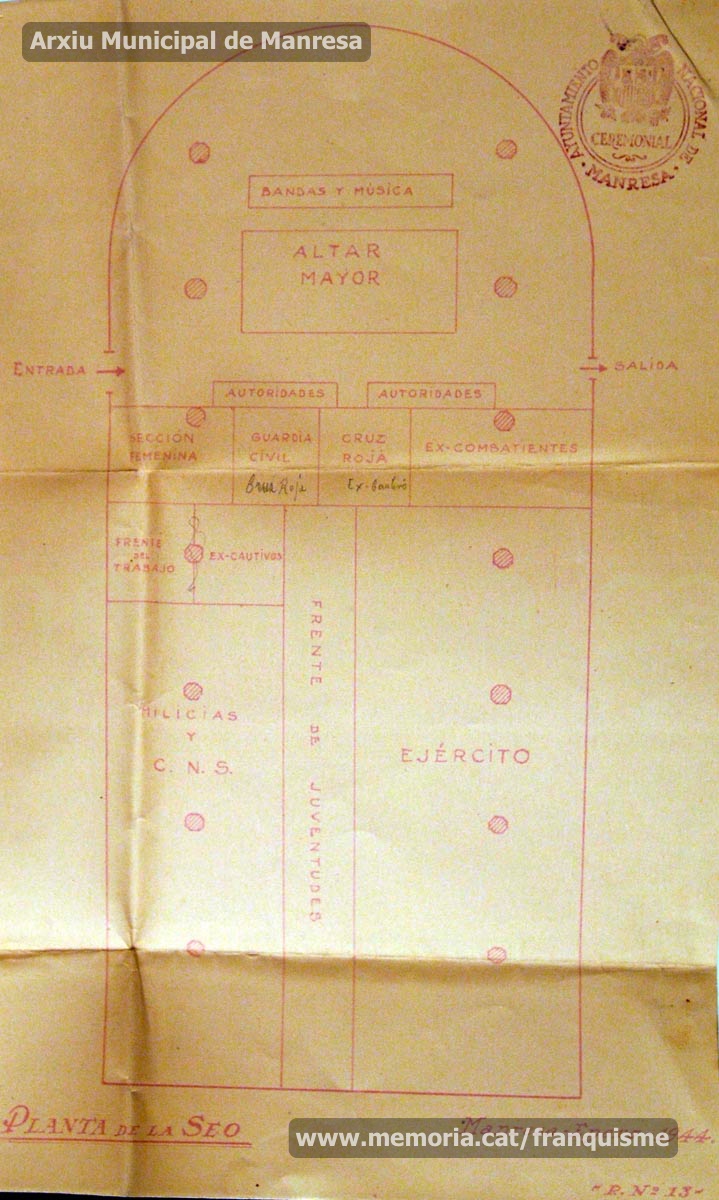 Arxiu Municipal de Manresa
AYUNTAMIENTO NACIONAL DE
· MANRESA ·
CEREMONIAL
BANDAS Y MÚSICA
ALTAR
MAYOR
ENTRADA
SALIDA
AUTORIDADES
AUTORIDADES
SECCIÓN
FEMENINA
GUARDIA
CIVIL
CRUZ
ROJA
EX-COMBATIENTES
FRENTE
DEL
TRABAJO
EX-CAUTIVOS
FRENTE DE JUVENTUDES
MILICIAS
Y
C. N. S.
EJÉRCITO
PLANTA DE LA SEO
1944.
www.memoria.cat/franquisme
"P. Nº 13"